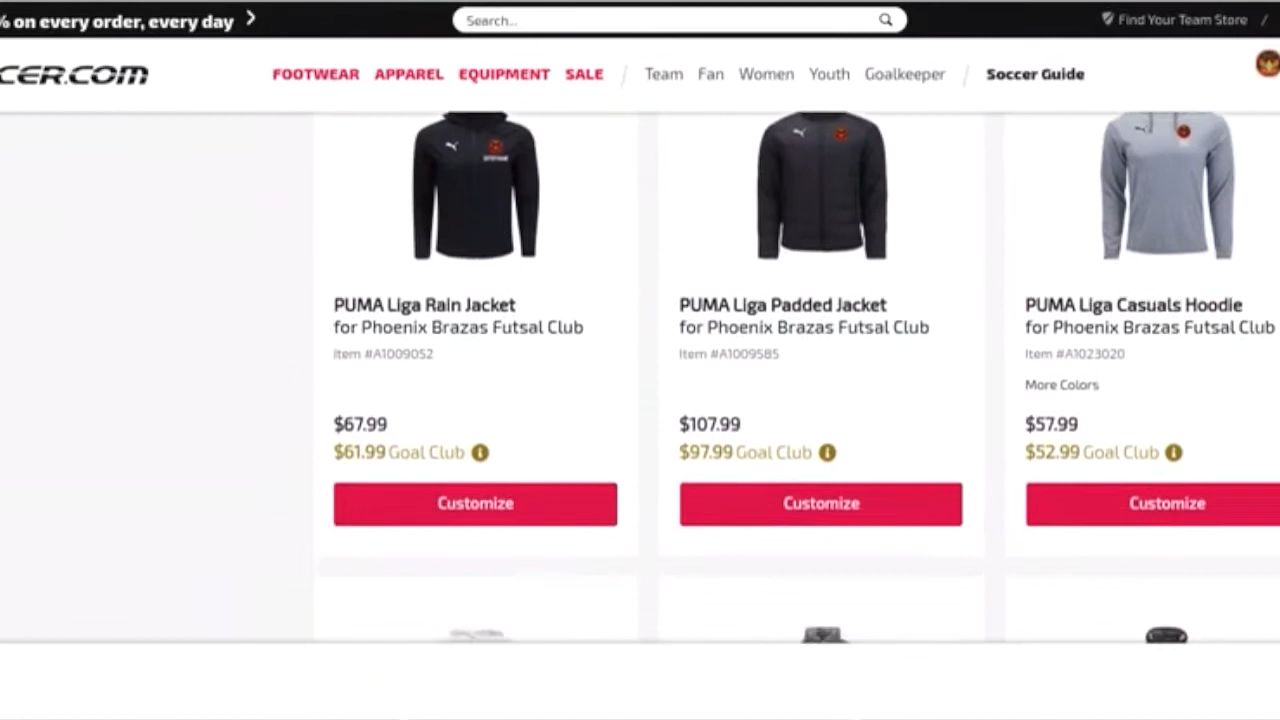 % on every order, every day
Search...
Find Your Team Store /
CER.COM
FOOTWEAR APPAREL EQUIPMENT SALE / Team Fan Women Youth Goalkeeper / Soccer Guide
PUMA Liga Rain Jacket
for Phoenix Brazas Futsal Club
Item #A1009052
$67.99
$61.99 Goal Club
Customize
PUMA Liga Padded Jacket
for Phoenix Brazas Futsal Club
Item #A1009585
$107.99
$97.99 Goal Club
Customize
PUMA Liga Casuals Hoodie
for Phoenix Brazas Futsal Club
Item #A1023020
More Colors
$57.99
$52.99 Goal Club
Customize